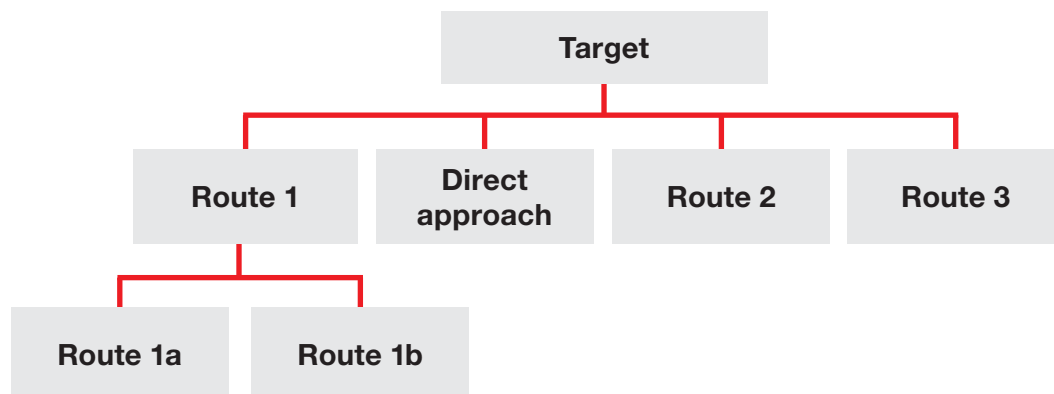 Target
Route 1
Direct
approach
Route 2
Route 3
Route 1a
Route 1b